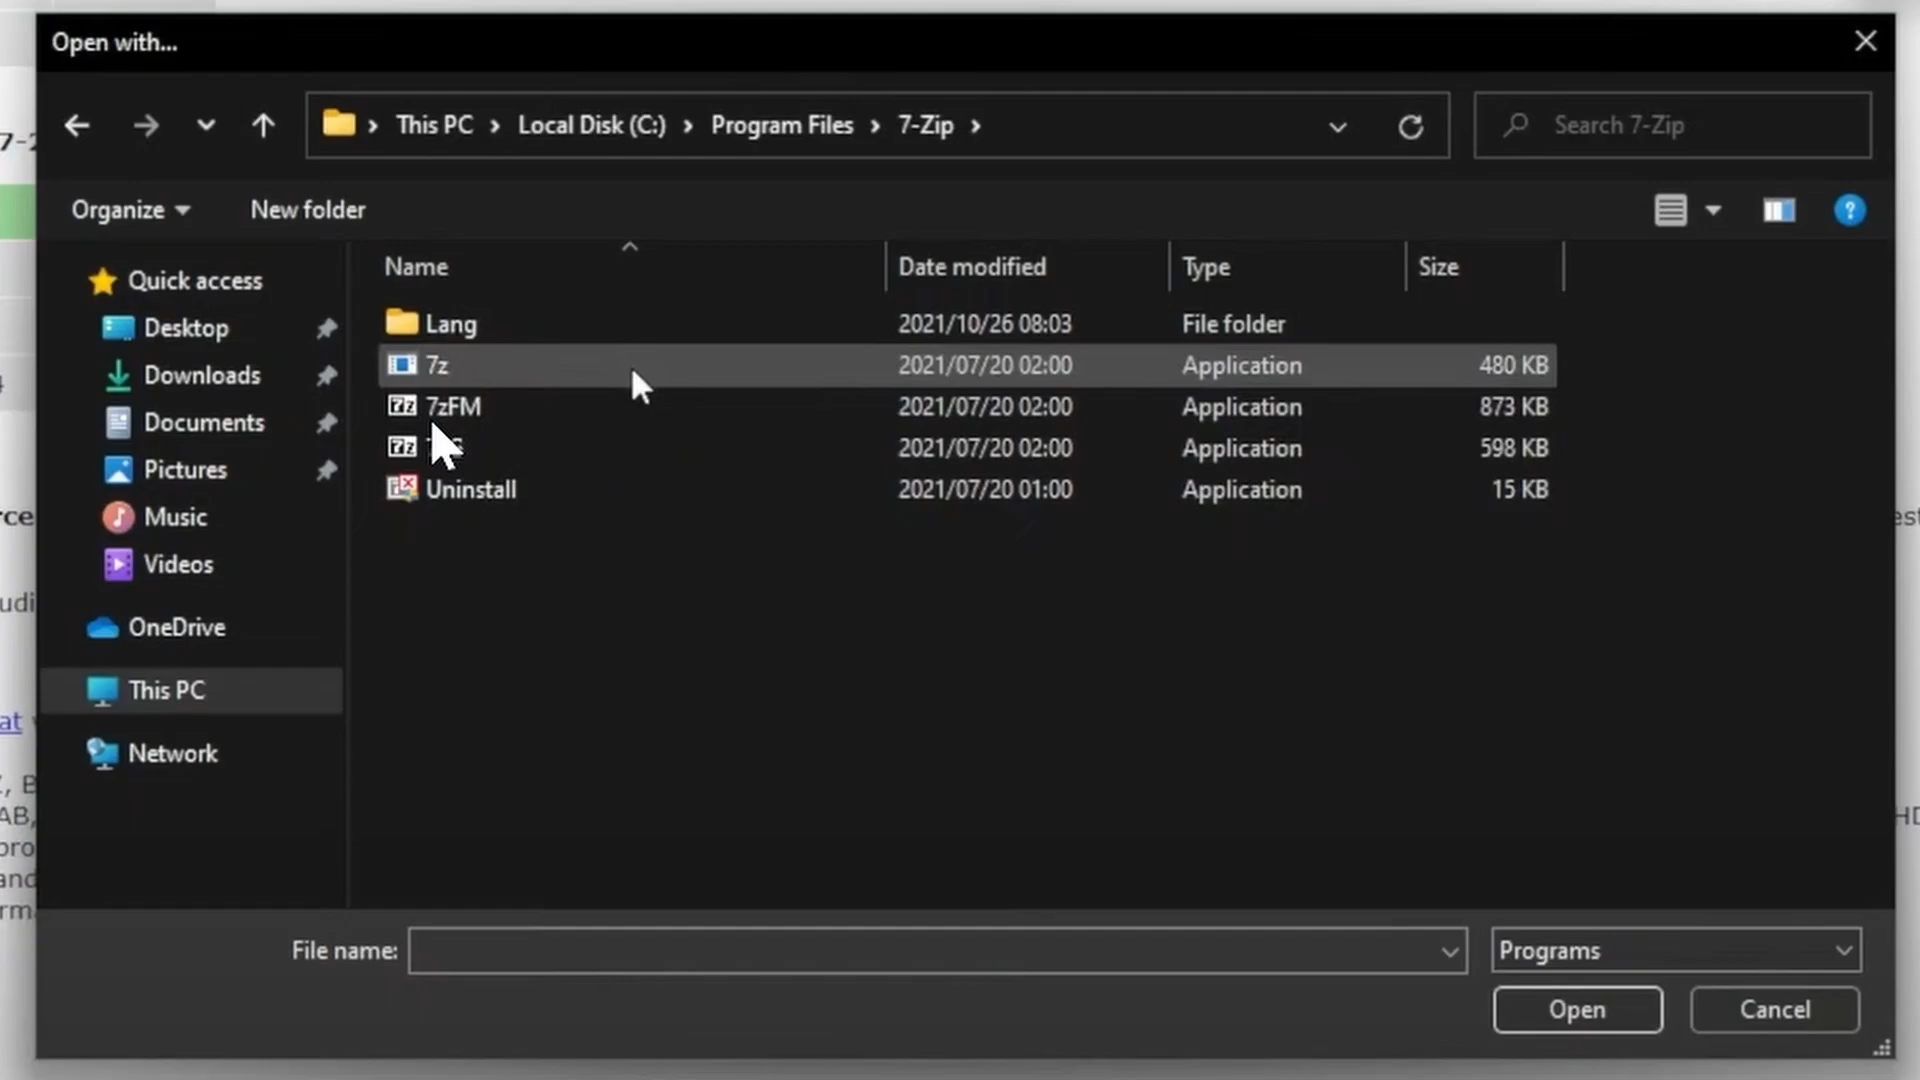 Open with...
This PC Local Disk (C:) Program Files 7-Zip
Search 7-Zip
Organize New folder
Name Date modified Type Size
Quick access
Desktop
Downloads
Documents
Pictures
Music
Videos
OneDrive
This PC
Network
Lang 2021/10/26 08:03 File folder
7z 2021/07/20 02:00 Application 480 KB
7zFM 2021/07/20 02:00 Application 873 KB
2021/07/20 02:00 Application 598 KB
Uninstall 2021/07/20 01:00 Application 15 KB
File name:
Programs
Open Cancel
at